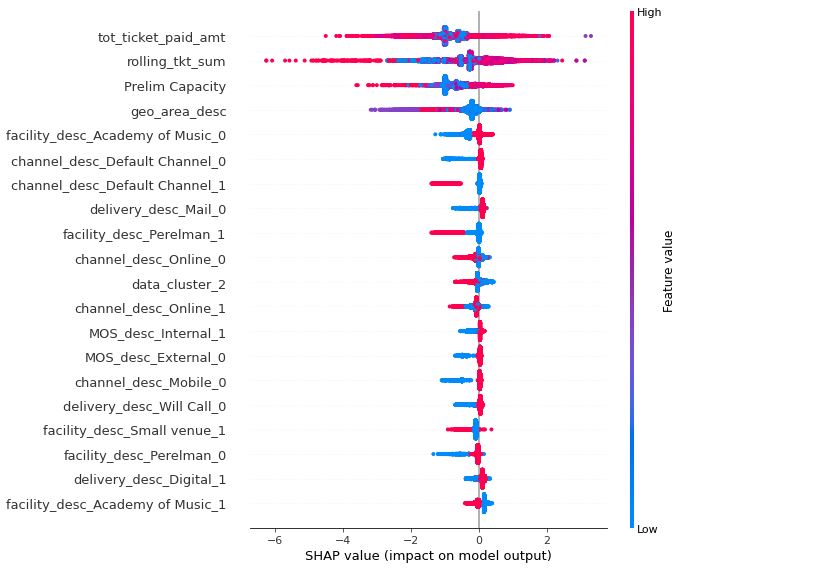 High
tot_ticket_paid_amt
rolling_tkt_sum
Prelim Capacity
geo_area_desc
facility_desc_Academy of Music_0
channel_desc_Default Channel_0
channel_desc_Default Channel_1
delivery_desc_Mail_0
facility_desc_Perelman_1
channel_desc_Online_0
data_cluster_2
channel_desc_Online_1
MOS_desc_Internal_1
MOS_desc_External_0
channel_desc_Mobile_0
delivery_desc_Will Call_0
facility_desc_Small venue_1
facility_desc_Perelman_0
delivery_desc_Digital_1
facility_desc_Academy of Music_1
Feature value
Low
−6 −4 −2 0 2
SHAP value (impact on model output)